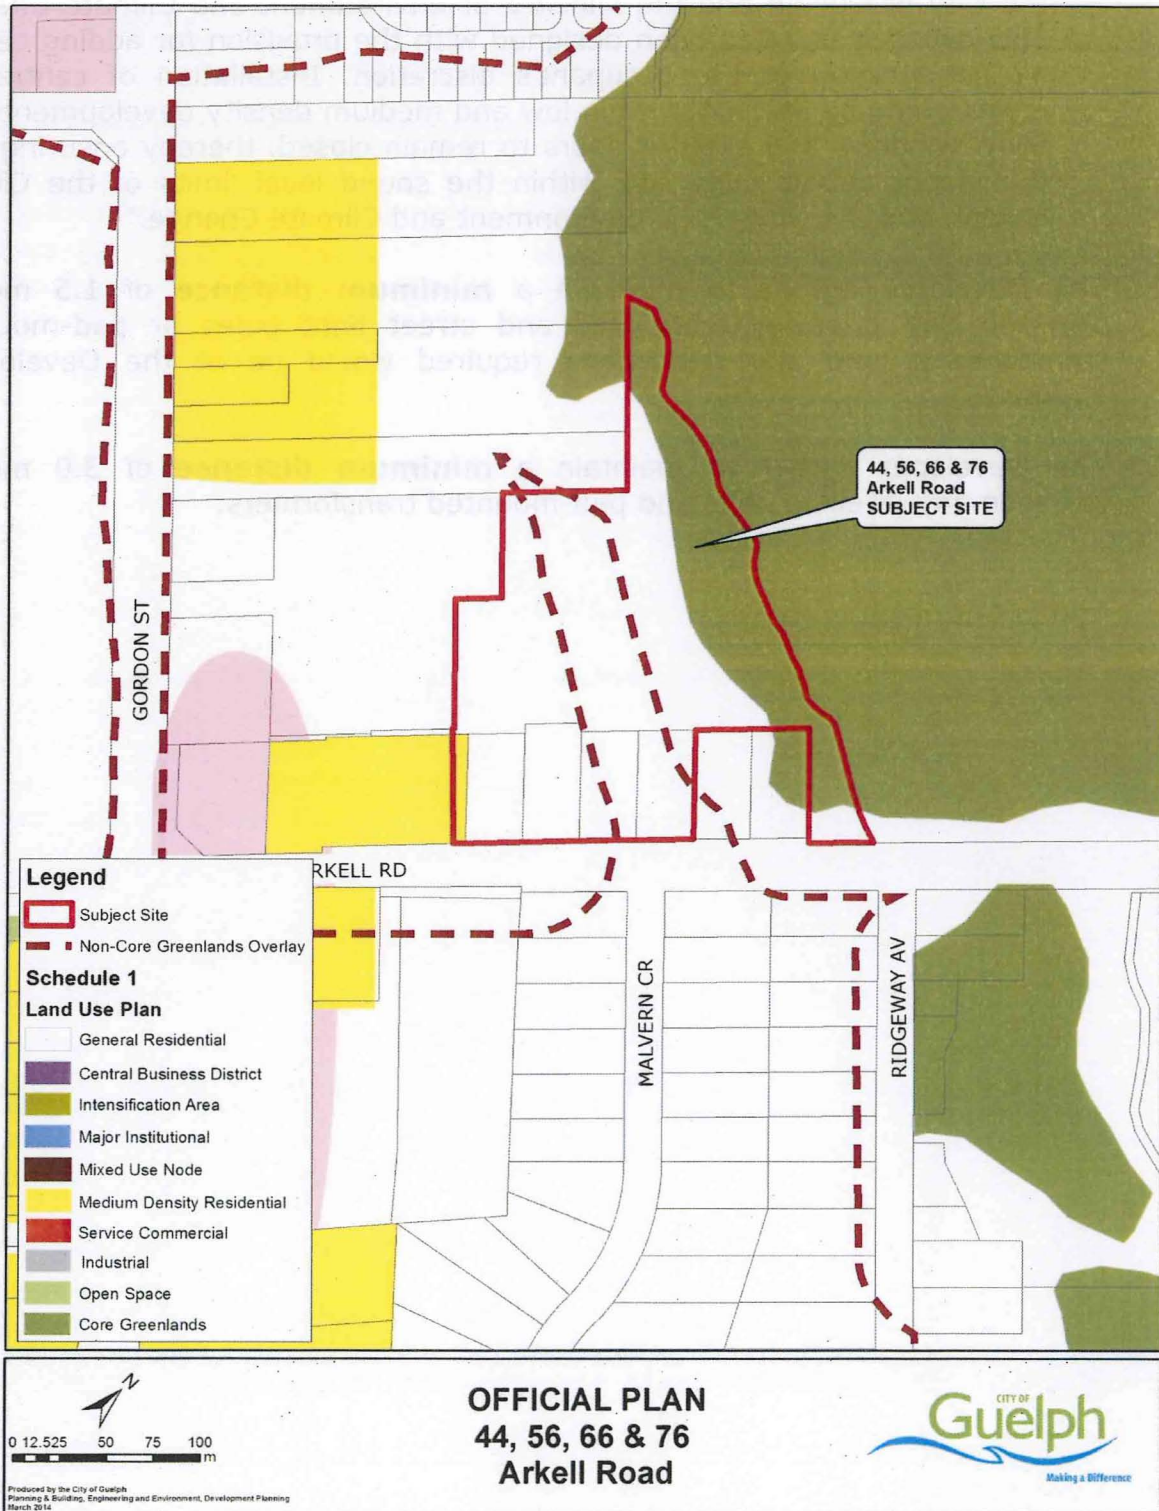 44, 56, 66 & 76
Arkell Road
SUBJECT SITE
GORDON ST
RKELL RD
MALVERN CR
RIDGEWAY AV
Legend
Subject Site
Non-Core Greenlands Overlay
Schedule 1
Land Use Plan
General Residential
Central Business District
Intensification Area
Major Institutional
Mixed Use Node
Medium Density Residential
Service Commercial
Industrial
Open Space
Core Greenlands
N
0 12.525 50 75 100
m
Produced by the City of Guelph
Planning & Building, Engineering and Environment, Development Planning
March 2014
OFFICIAL PLAN
44, 56, 66 & 76
Arkell Road
CITY OF
Guelph
Making a Difference